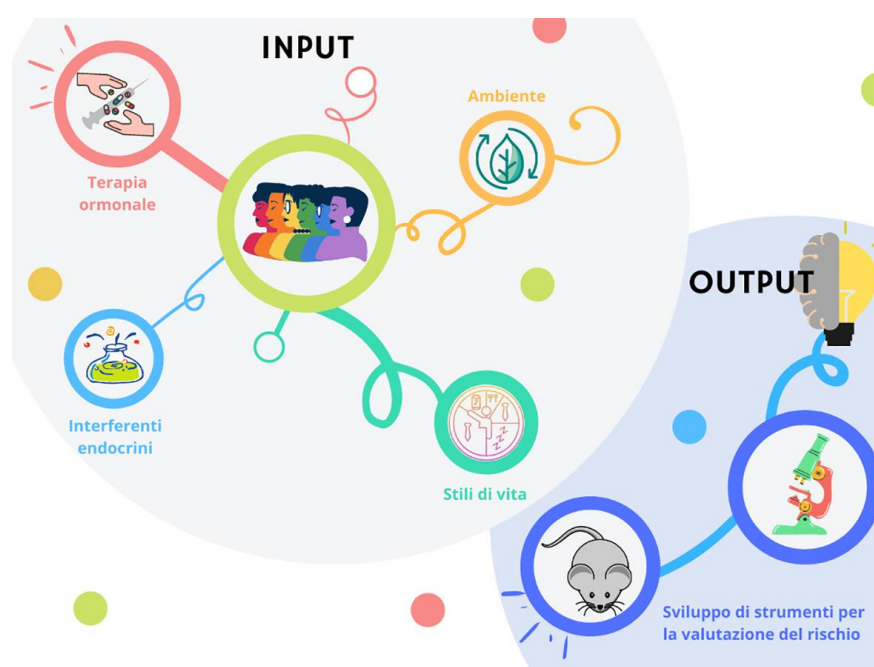 INPUT
Ambiente
Terapia
ormonale
OUTPUT
Interferenti
endocrini
Stili di vita
Sviluppo di strumenti per
la valutazione del rischio